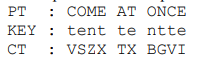 PT : COME AT ONCE
KEY : tent te ntte
CT : VSZX TX BGVI